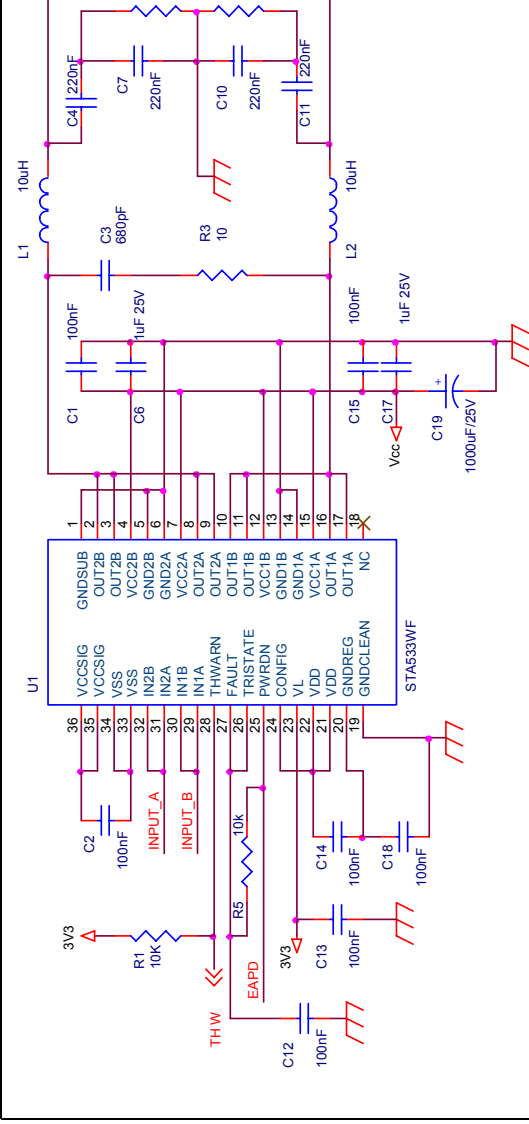 220nF
C4
C7
220nF
C10
220nF
220nF
C11
10uH
L1
C3
680pF
R3
10
10uH
L2
100nF
C1
1uF 25V
C6
100nF
C15
1uF 25V
C17
Vcc
C19
+
1000uF/25V
1
2
3
4
5
6
7
8
9
10
11
12
13
14
15
16
17
18
GNDSUB
OUT2B
OUT2B
VCC2B
GND2B
GND2A
VCC2A
OUT2A
OUT2A
OUT1B
OUT1B
VCC1B
GND1B
GND1A
VCC1A
OUT1A
OUT1A
NC
U1
STA533WF
VCCSIG
VCCSIG
VSS
VSS
IN2B
IN2A
IN1B
IN1A
THWARN
FAULT
TRISTATE
PWRDN
CONFIG
VL
VDD
VDD
GNDREG
GNDCLEAN
36
35
34
33
32
31
30
29
28
27
26
25
24
23
22
21
20
19
C2
100nF
INPUT_A
INPUT_B
3V3
R1
10K
THW
EAPD
R5
10k
3V3
C13
100nF
C14
100nF
C18
100nF
C12
100nF